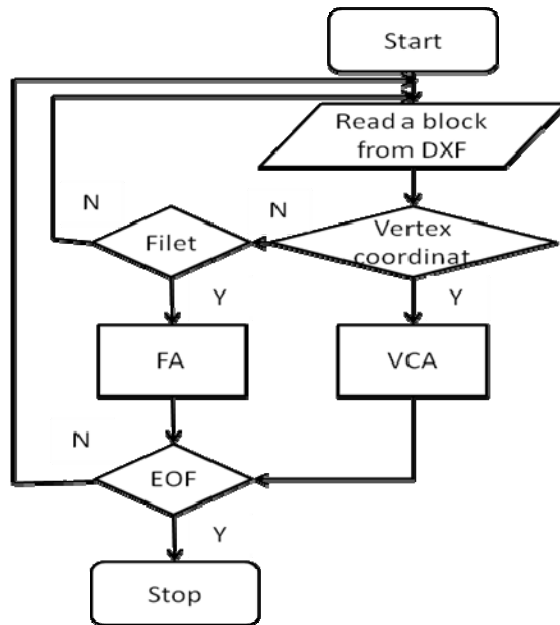 Start
Read a block
from DXF
N
N
Filet
Vertex
coordinat
Y
Y
FA
VCA
N
EOF
Y
Stop